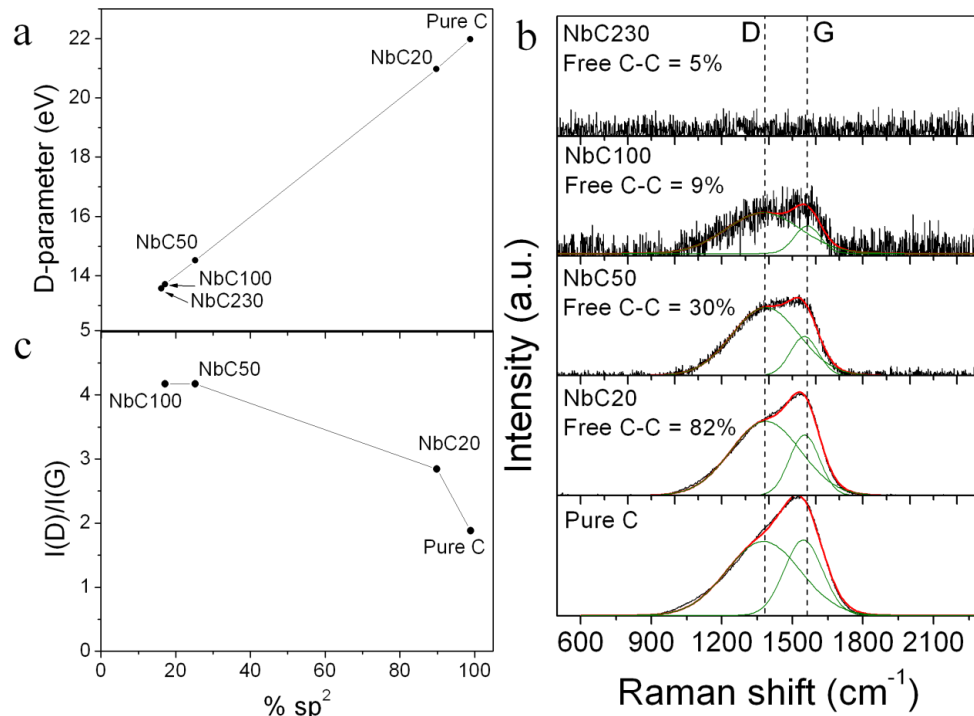 a
Pure C
NbC20
NbC50
NbC100
NbC230
D-parameter (eV)
22
20
18
16
14
5
c
NbC50
NbC100
NbC20
Pure C
I(D)/I(G)
4
3
2
1
0
0 20 40 60 80 100
% sp²
b
D G
NbC230
Free C-C = 5%
NbC100
Free C-C = 9%
NbC50
Free C-C = 30%
NbC20
Free C-C = 82%
Pure C
Intensity (a.u.)
500 900 1200 1500 1800 2200
Raman shift (cm⁻¹)